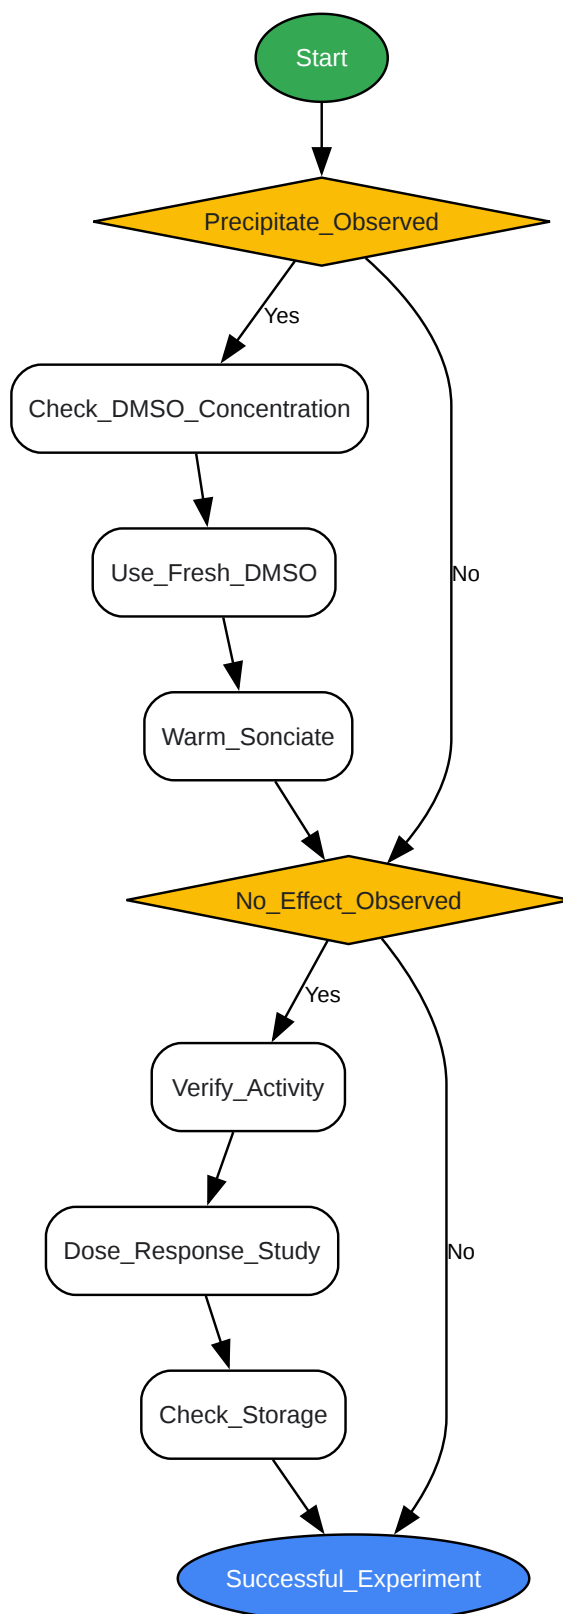 Start
Precipitate_Observed
Yes
Check_DMSO_Concentration
Use_Fresh_DMSO
No
Warm_Sonciate
No_Effect_Observed
Yes
Verify_Activity
Dose_Response_Study
No
Check_Storage
Successful_Experiment